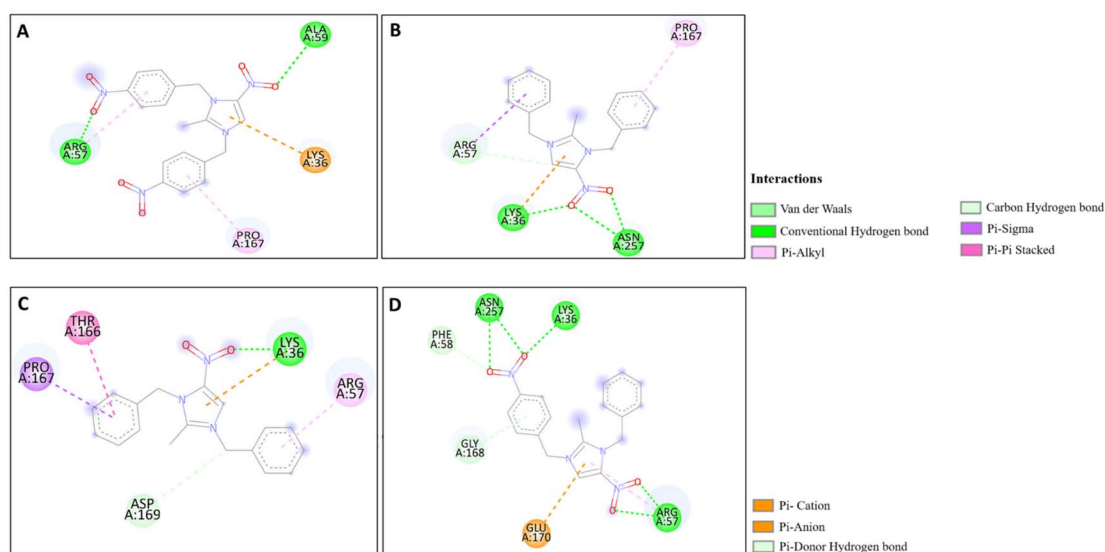 A
ALA
A:59
ARG
A:57
LYS
A:36
PRO
A:167
N
O
O
N
N
N
O
O
N
O
O
B
PRO
A:167
ARG
A:57
LYS
A:36
ASN
A:257
N
N
N
O
O
Interactions
Van der Waals
Conventional Hydrogen bond
Pi-Alkyl
Carbon Hydrogen bond
Pi-Sigma
Pi-Pi Stacked
C
THR
A:166
PRO
A:167
LYS
A:36
ARG
A:57
ASP
A:169
O
N
O
N
N
D
ASN
A:257
LYS
A:36
PHE
A:58
GLY
A:168
GLU
A:170
ARG
A:57
O
N
O
N
N
N
O
O
Pi- Cation
Pi-Anion
Pi-Donor Hydrogen bond